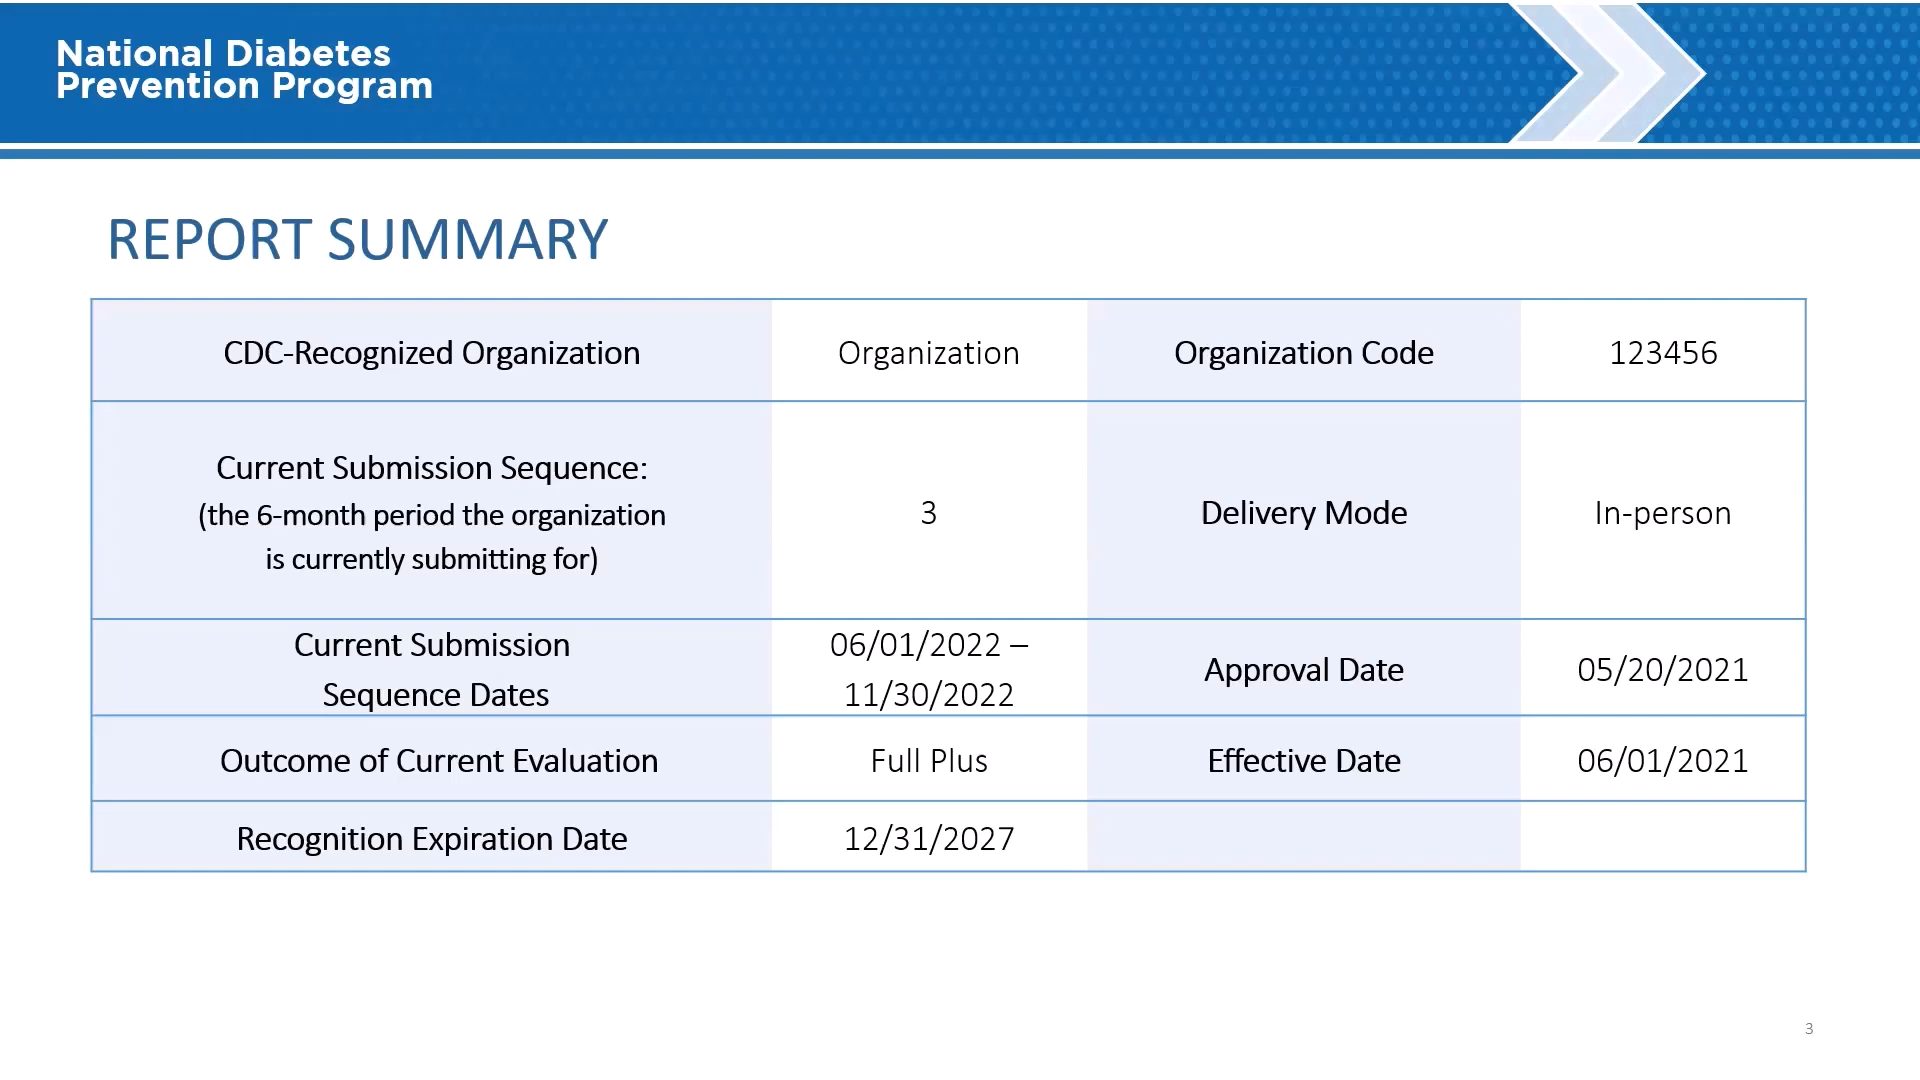 National Diabetes
Prevention Program
REPORT SUMMARY
CDC-Recognized Organization
Organization
Organization Code
123456
Current Submission Sequence:
(the 6-month period the organization
is currently submitting for)
3
Delivery Mode
In-person
Current Submission
Sequence Dates
06/01/2022 –
11/30/2022
Approval Date
05/20/2021
Outcome of Current Evaluation
Full Plus
Effective Date
06/01/2021
Recognition Expiration Date
12/31/2027
3